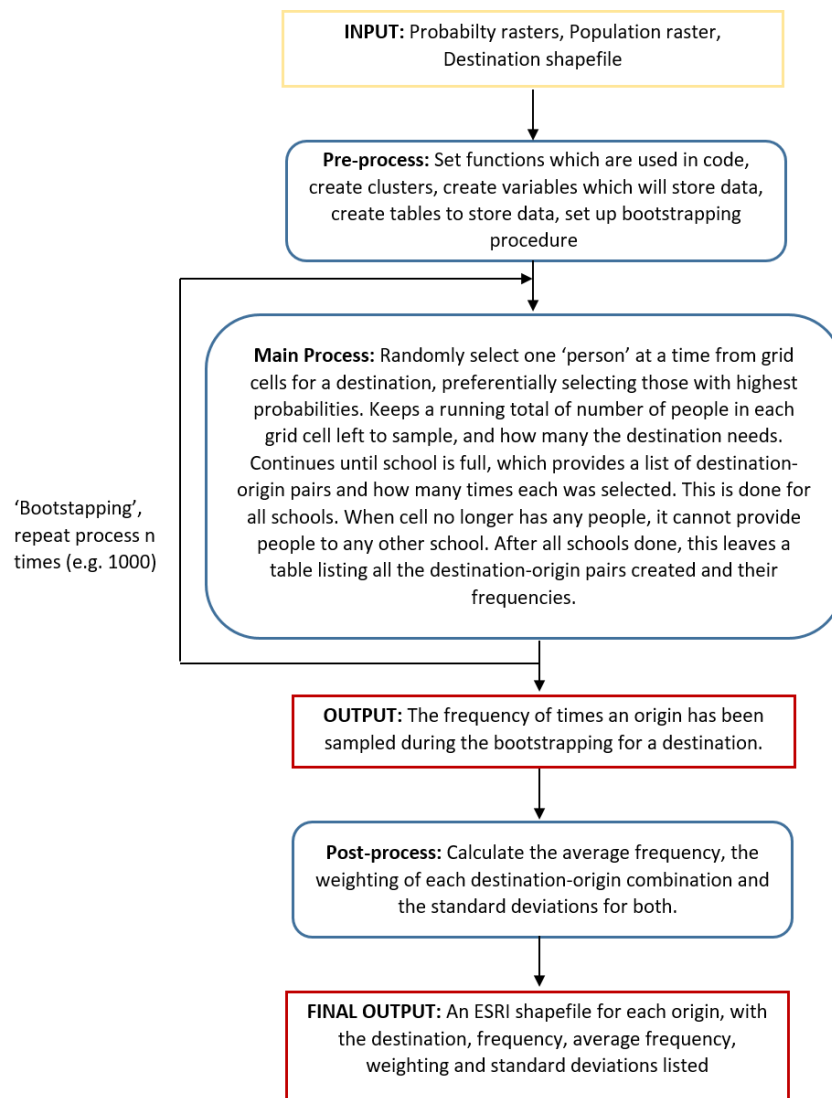 INPUT: Probabilty rasters, Population raster,
Destination shapefile
Pre-process: Set functions which are used in code,
create clusters, create variables which will store data,
create tables to store data, set up bootstrapping
procedure
Main Process: Randomly select one ‘person’ at a time from grid
cells for a destination, preferentially selecting those with highest
probabilities. Keeps a running total of number of people in each
grid cell left to sample, and how many the destination needs.
Continues until school is full, which provides a list of destination-
origin pairs and how many times each was selected. This is done for
all schools. When cell no longer has any people, it cannot provide
people to any other school. After all schools done, this leaves a
table listing all the destination-origin pairs created and their
frequencies.
‘Bootstapping’,
repeat process n
times (e.g. 1000)
OUTPUT: The frequency of times an origin has been
sampled during the bootstrapping for a destination.
Post-process: Calculate the average frequency, the
weighting of each destination-origin combination and
the standard deviations for both.
FINAL OUTPUT: An ESRI shapefile for each origin, with
the destination, frequency, average frequency,
weighting and standard deviations listed